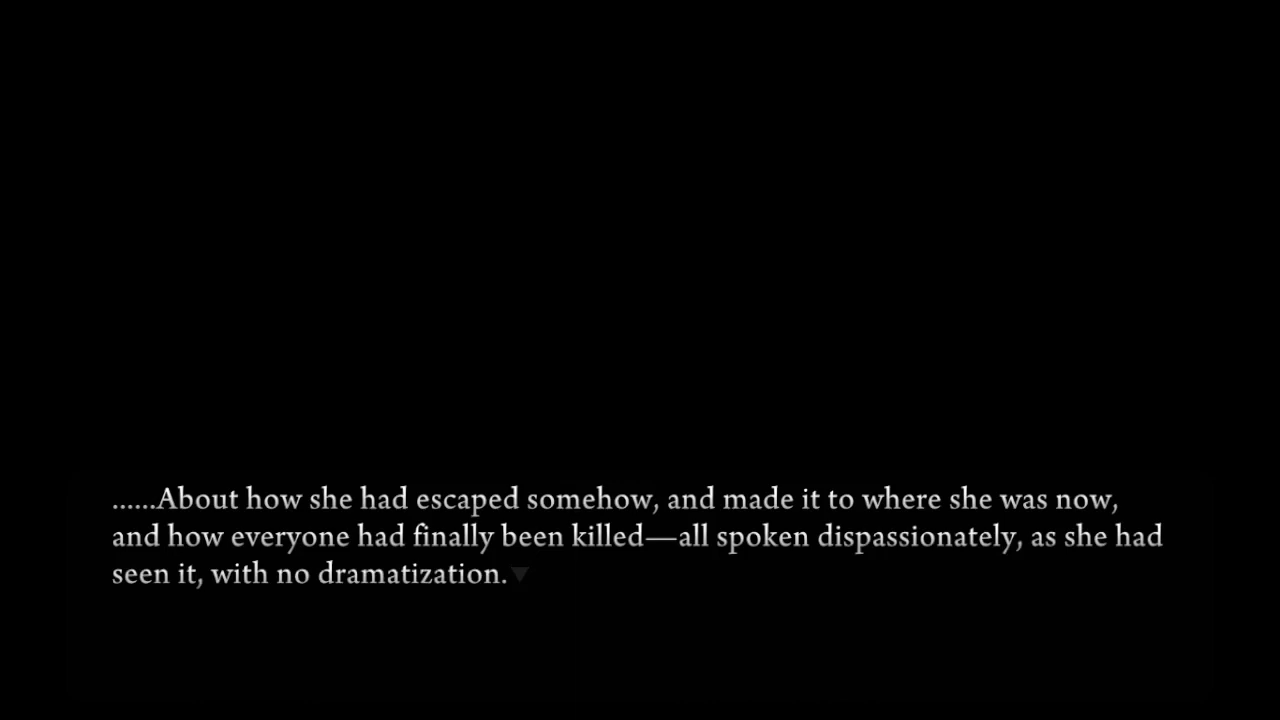 ......About how she had escaped somehow, and made it to where she was now,
and how everyone had finally been killed—all spoken dispassionately, as she had
seen it, with no dramatization.